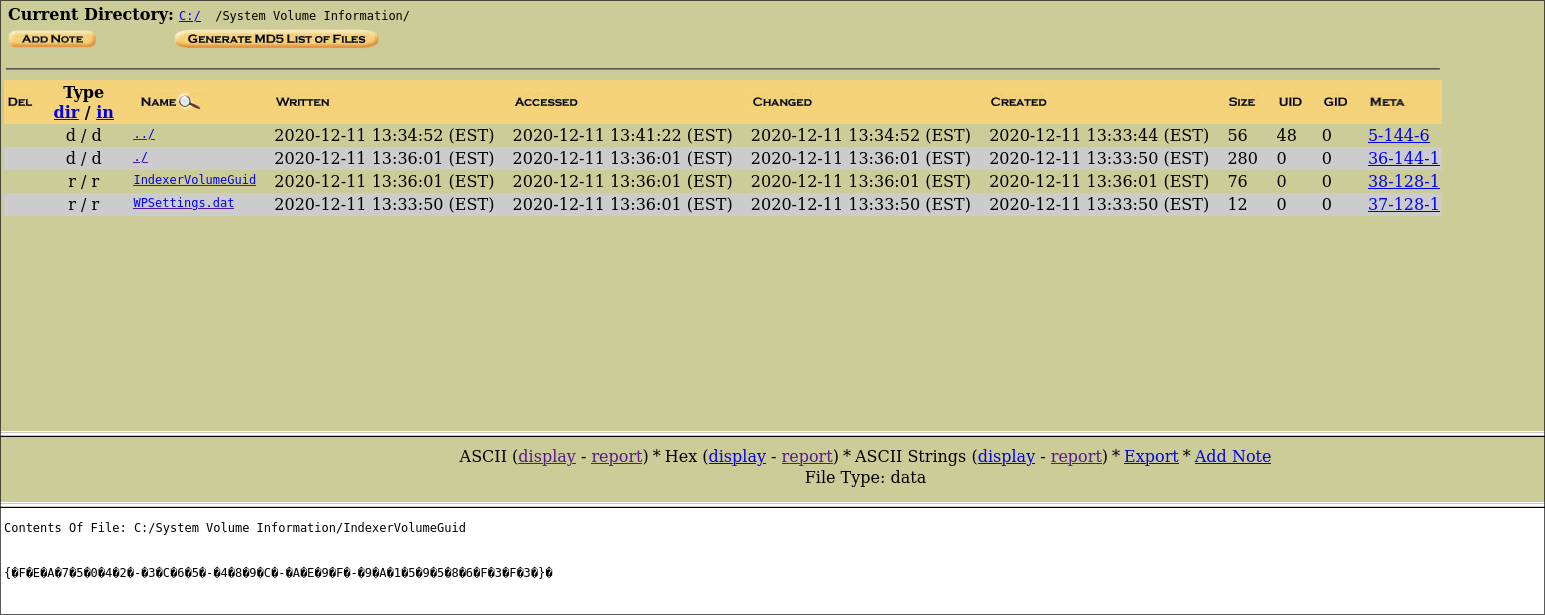 Current Directory: C:/ /System Volume Information/
ADD NOTE GENERATE MD5 LIST OF FILES
DEL Type dir / in NAME WRITTEN ACCESSED CHANGED CREATED SIZE UID GID META
d / d ../ 2020-12-11 13:34:52 (EST) 2020-12-11 13:41:22 (EST) 2020-12-11 13:34:52 (EST) 2020-12-11 13:33:44 (EST) 56 48 0 5-144-6
d / d ./ 2020-12-11 13:36:01 (EST) 2020-12-11 13:36:01 (EST) 2020-12-11 13:36:01 (EST) 2020-12-11 13:33:50 (EST) 280 0 0 36-144-1
r / r IndexerVolumeGuid 2020-12-11 13:36:01 (EST) 2020-12-11 13:36:01 (EST) 2020-12-11 13:36:01 (EST) 2020-12-11 13:36:01 (EST) 76 0 0 38-128-1
r / r WPSettings.dat 2020-12-11 13:33:50 (EST) 2020-12-11 13:36:01 (EST) 2020-12-11 13:33:50 (EST) 2020-12-11 13:33:50 (EST) 12 0 0 37-128-1
ASCII (display - report) * Hex (display - report) * ASCII Strings (display - report) * Export * Add Note
File Type: data
Contents Of File: C:/System Volume Information/IndexerVolumeGuid
{�F�E�A�7�5�0�4�2�-�3�C�6�5�-�4�8�9�C�-�A�E�9�F�-�9�A�1�5�9�5�8�6�F�3�F�3�}�